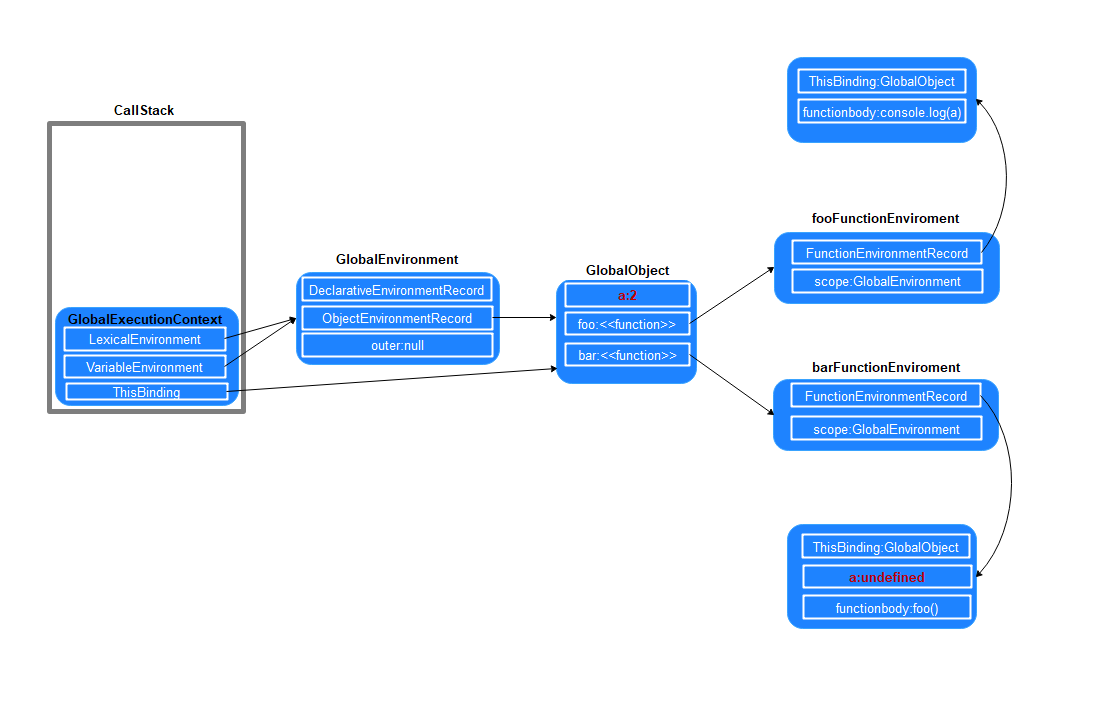 CallStack
GlobalExecutionContext
LexicalEnvironment
VariableEnvironment
ThisBinding
GlobalEnvironment
DeclarativeEnvironmentRecord
ObjectEnvironmentRecord
outer:null
GlobalObject
a:2
foo:<<function>>
bar:<<function>>
ThisBinding:GlobalObject
functionbody:console.log(a)
fooFunctionEnviroment
FunctionEnvironmentRecord
scope:GlobalEnvironment
barFunctionEnviroment
FunctionEnvironmentRecord
scope:GlobalEnvironment
ThisBinding:GlobalObject
a:undefined
functionbody:foo()